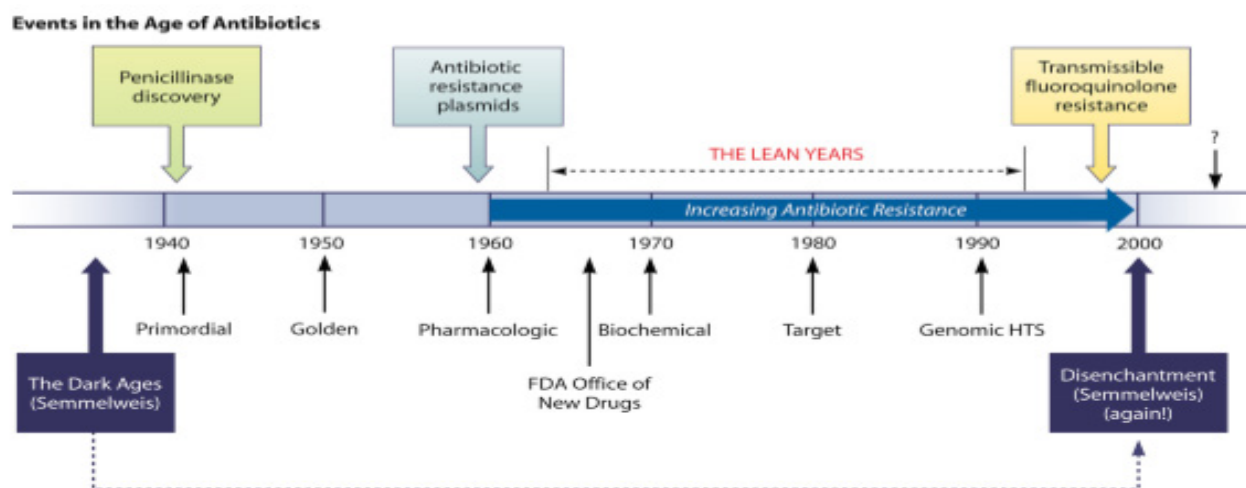 Events in the Age of Antibiotics
Penicillinase
discovery
Antibiotic
resistance
plasmids
Transmissible
fluoroquinolone
resistance
THE LEAN YEARS
?
Increasing Antibiotic Resistance
1940 1950 1960 1970 1980 1990 2000
Primordial Golden Pharmacologic Biochemical Target Genomic HTS
FDA Office of
New Drugs
The Dark Ages
(Semmelweis)
Disenchantment
(Semmelweis)
(again!)